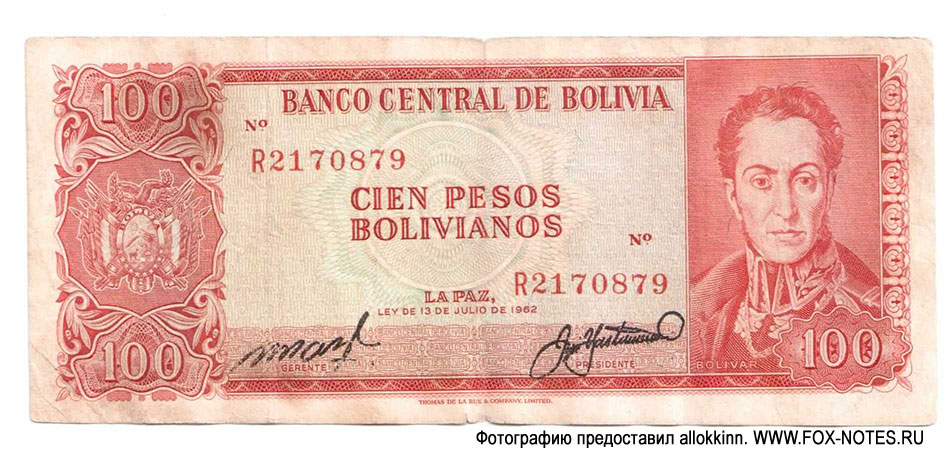 100
BANCO CENTRAL DE BOLIVIA
Nº
R2170879
CIEN PESOS
BOLIVIANOS
Nº
R2170879
LA PAZ,
LEY DE 13 DE JULIO DE 1962
GERENTE
PRESIDENTE
BOLIVAR
100
100
THOMAS DE LA RUE & COMPANY, LIMITED.
Фотографию предоставил allokkinn. WWW.FOX-NOTES.RU